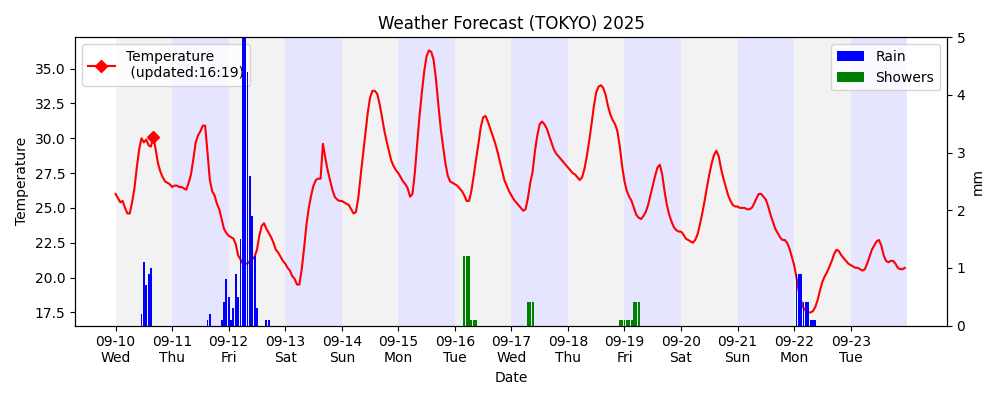 Weather Forecast (TOKYO) 2025
Temperature
(updated:16:19)
Rain
Showers
Temperature
35.0
32.5
30.0
27.5
25.0
22.5
20.0
17.5
5
4
3
2
1
0
mm
09-10 09-11 09-12 09-13 09-14 09-15 09-16 09-17 09-18 09-19 09-20 09-21 09-22 09-23
Wed Thu Fri Sat Sun Mon Tue Wed Thu Fri Sat Sun Mon Tue
Date